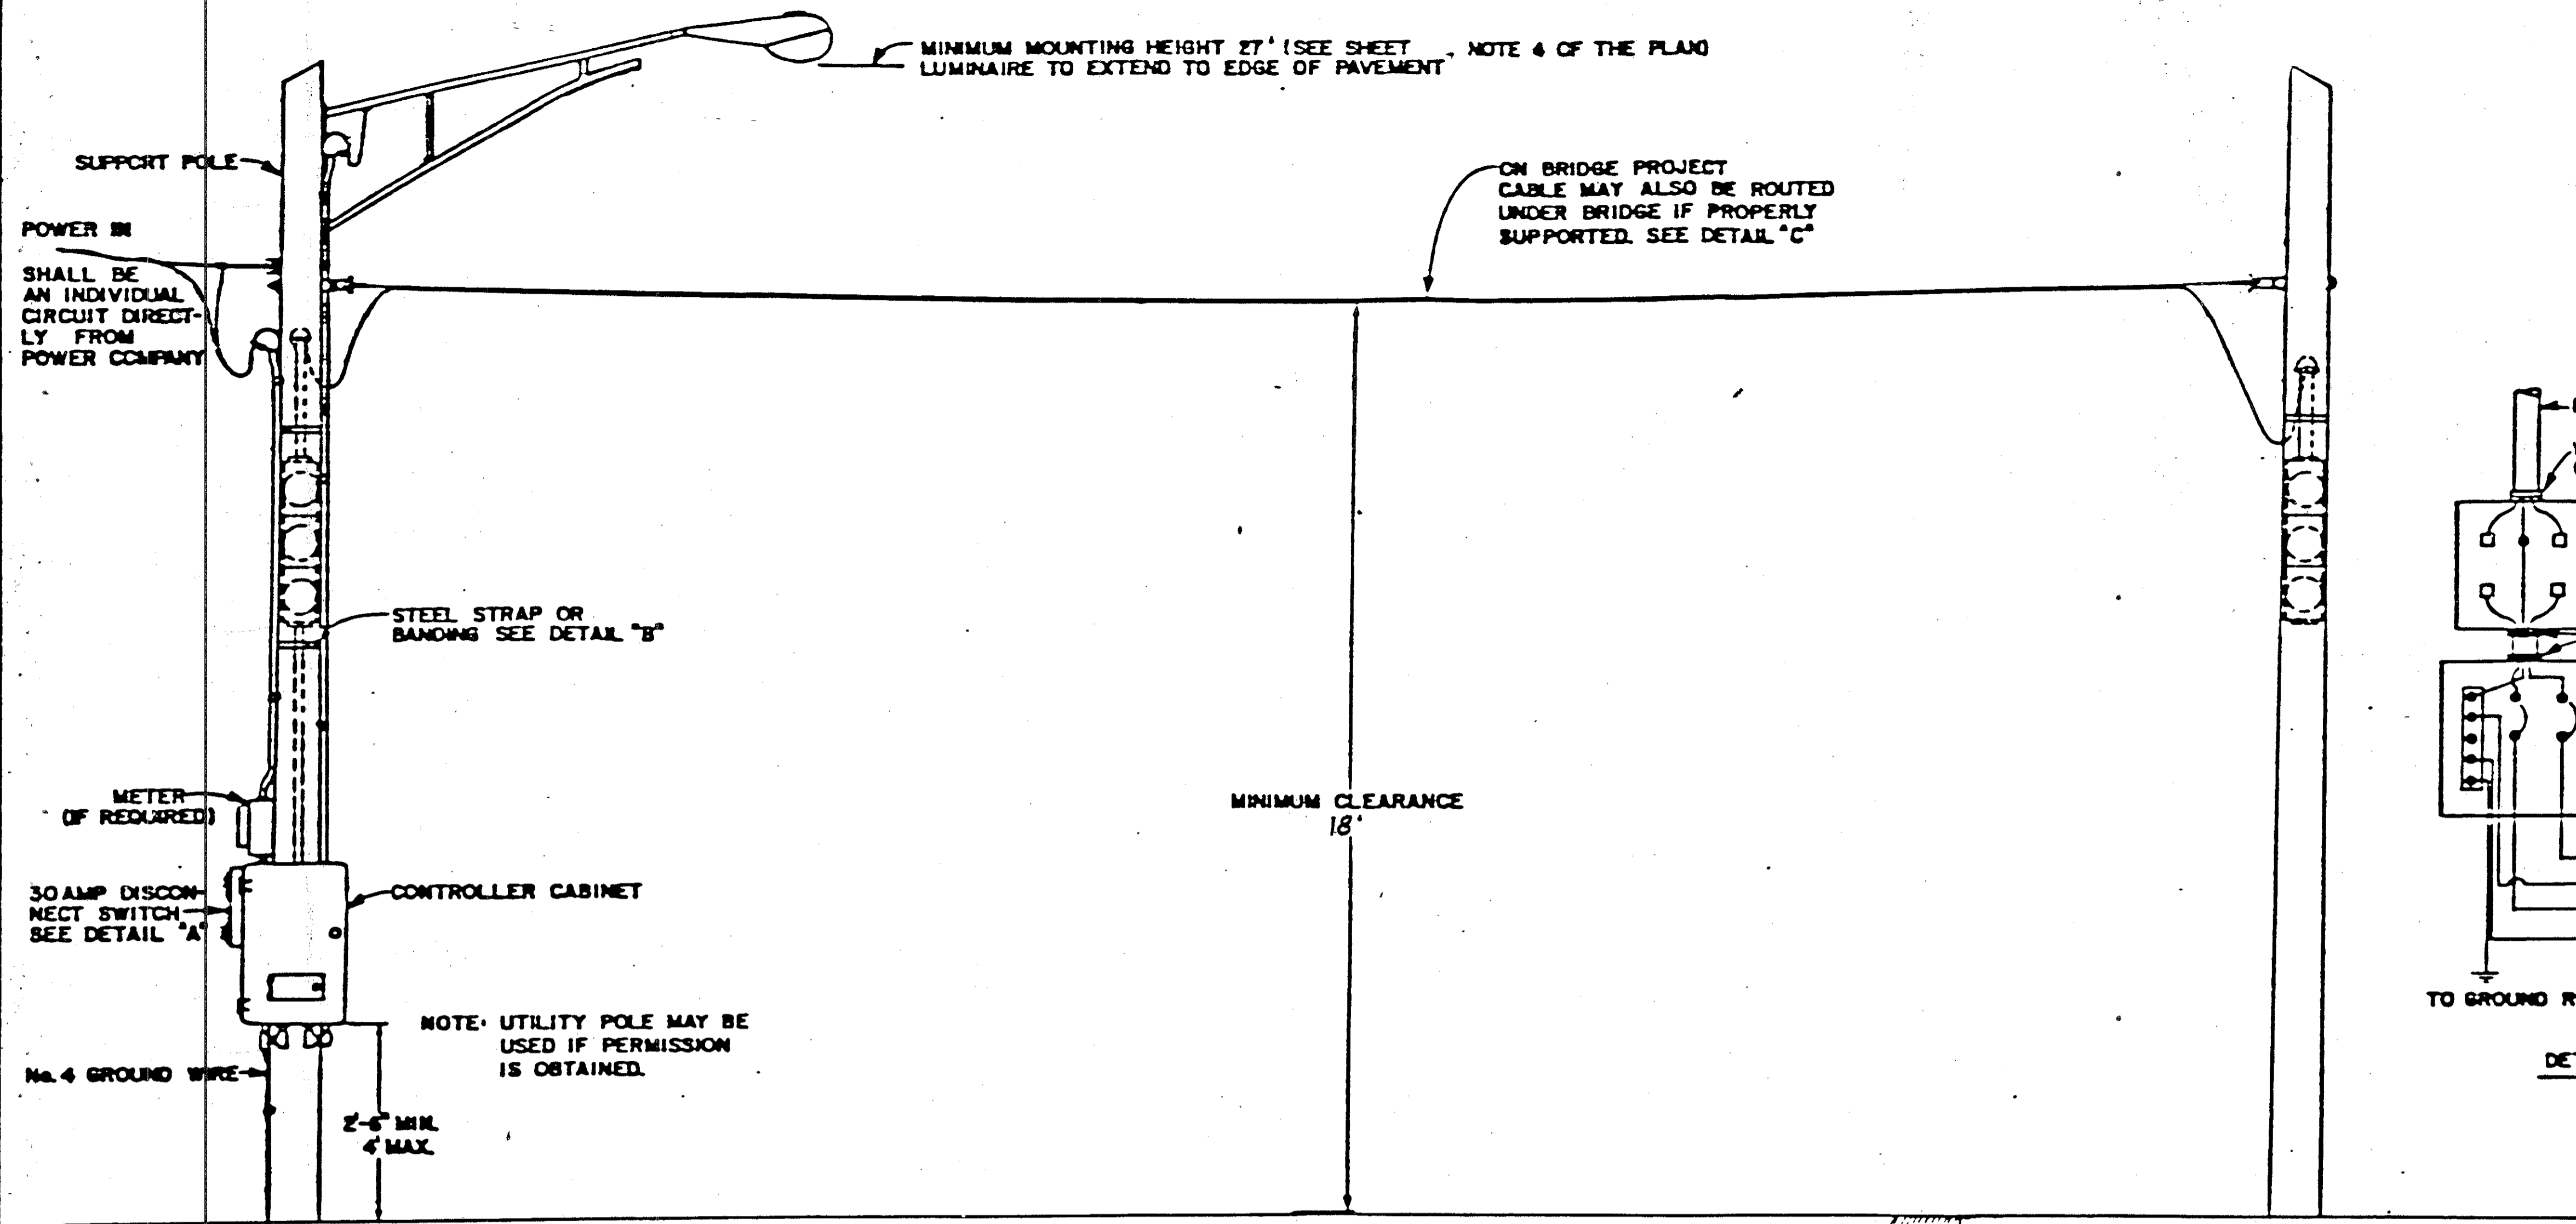 MINIMUM MOUNTING HEIGHT 27' (SEE SHEET , NOTE 4 OF THE PLAN)
LUMINAIRE TO EXTEND TO EDGE OF PAVEMENT
SUPPORT POLE
ON BRIDGE PROJECT
CABLE MAY ALSO BE ROUTED
UNDER BRIDGE IF PROPERLY
SUPPORTED. SEE DETAIL "C"
POWER IN
SHALL BE
AN INDIVIDUAL
CIRCUIT DIRECT-
LY FROM
POWER COMPANY
STEEL STRAP OR
BANDING SEE DETAIL "B"
METER
(IF REQUIRED)
MINIMUM CLEARANCE
18'
30 AMP DISCON-
NECT SWITCH
SEE DETAIL "A"
CONTROLLER CABINET
NOTE: UTILITY POLE MAY BE
USED IF PERMISSION
IS OBTAINED.
No. 4 GROUND WIRE
2'-6" MIN.
4' MAX.
TO GROUND R
DE